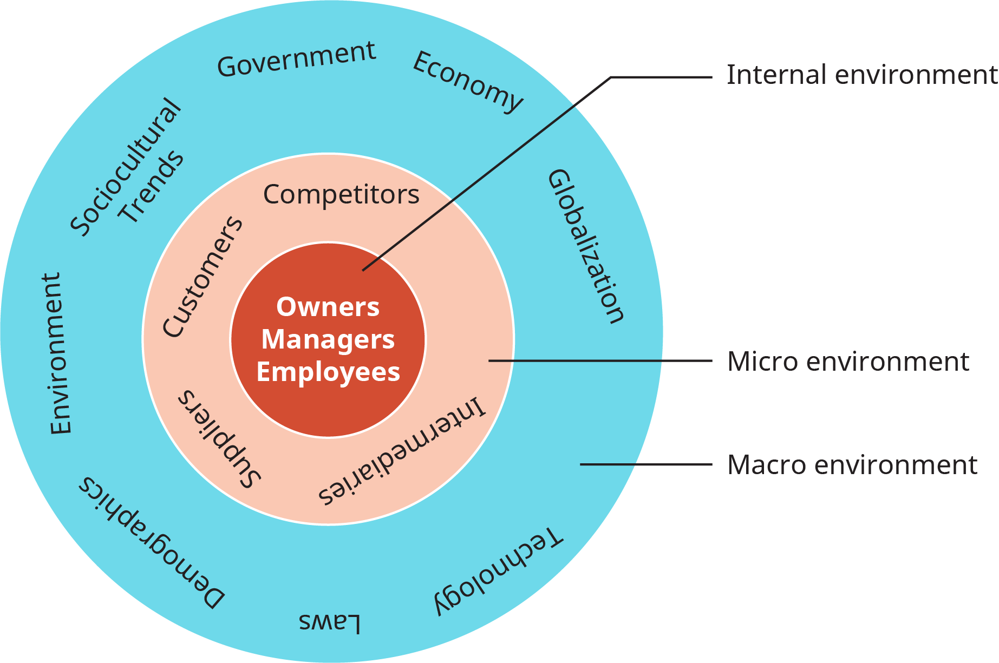 Government
Economy
Internal environment
Sociocultural
Trends
Globalization
Competitors
Customers
Environment
Owners
Managers
Employees
Micro environment
Suppliers
Intermediaries
Macro environment
Demographics
Technology
Laws